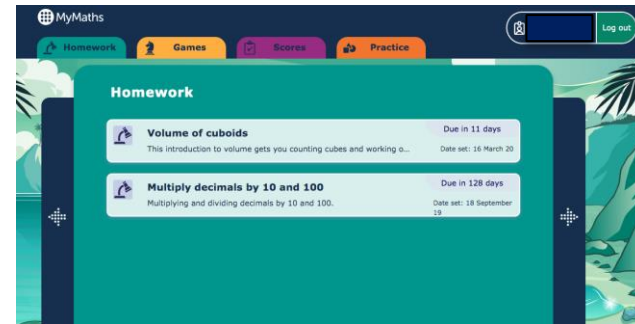 MyMaths
Log out
Homework
Games
Scores
Practice
Homework
Volume of cuboids
Due in 11 days
This introduction to volume gets you counting cubes and working o...
Date set: 16 March 20
Multiply decimals by 10 and 100
Due in 128 days
Multiplying and dividing decimals by 10 and 100.
Date set: 18 September
19